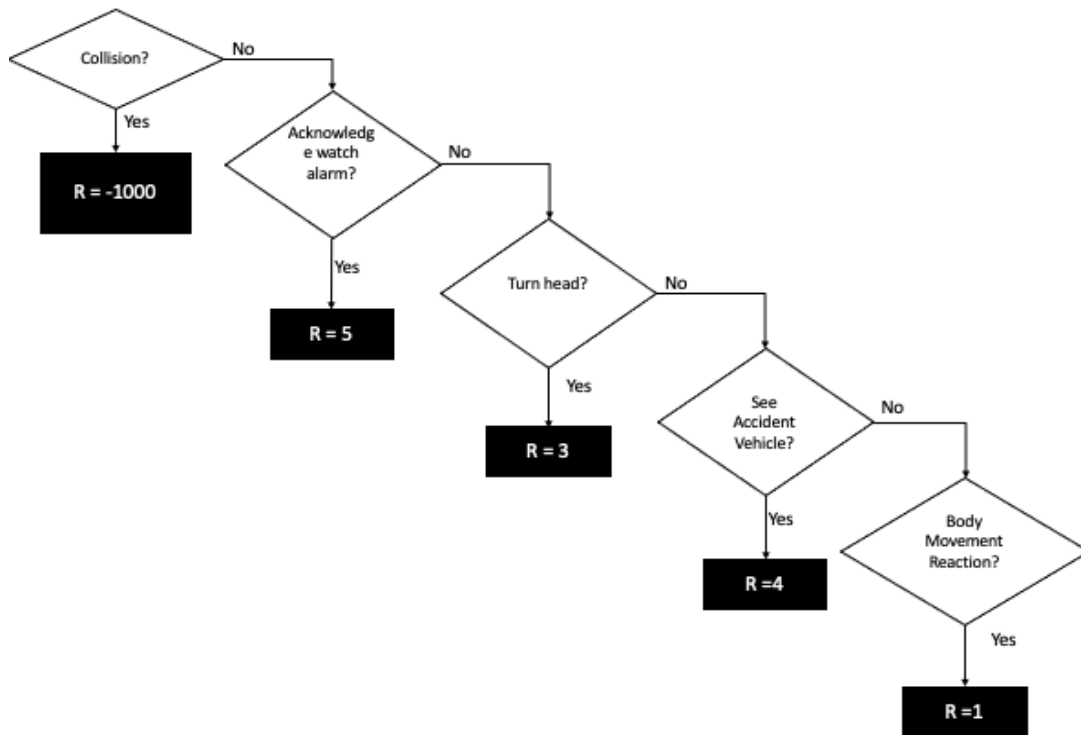 Collision?
No
Yes
R = -1000
Acknowledg
e watch
alarm?
No
Yes
R = 5
Turn head?
No
Yes
R = 3
See
Accident
Vehicle?
No
Yes
R =4
Body
Movement
Reaction?
Yes
R =1